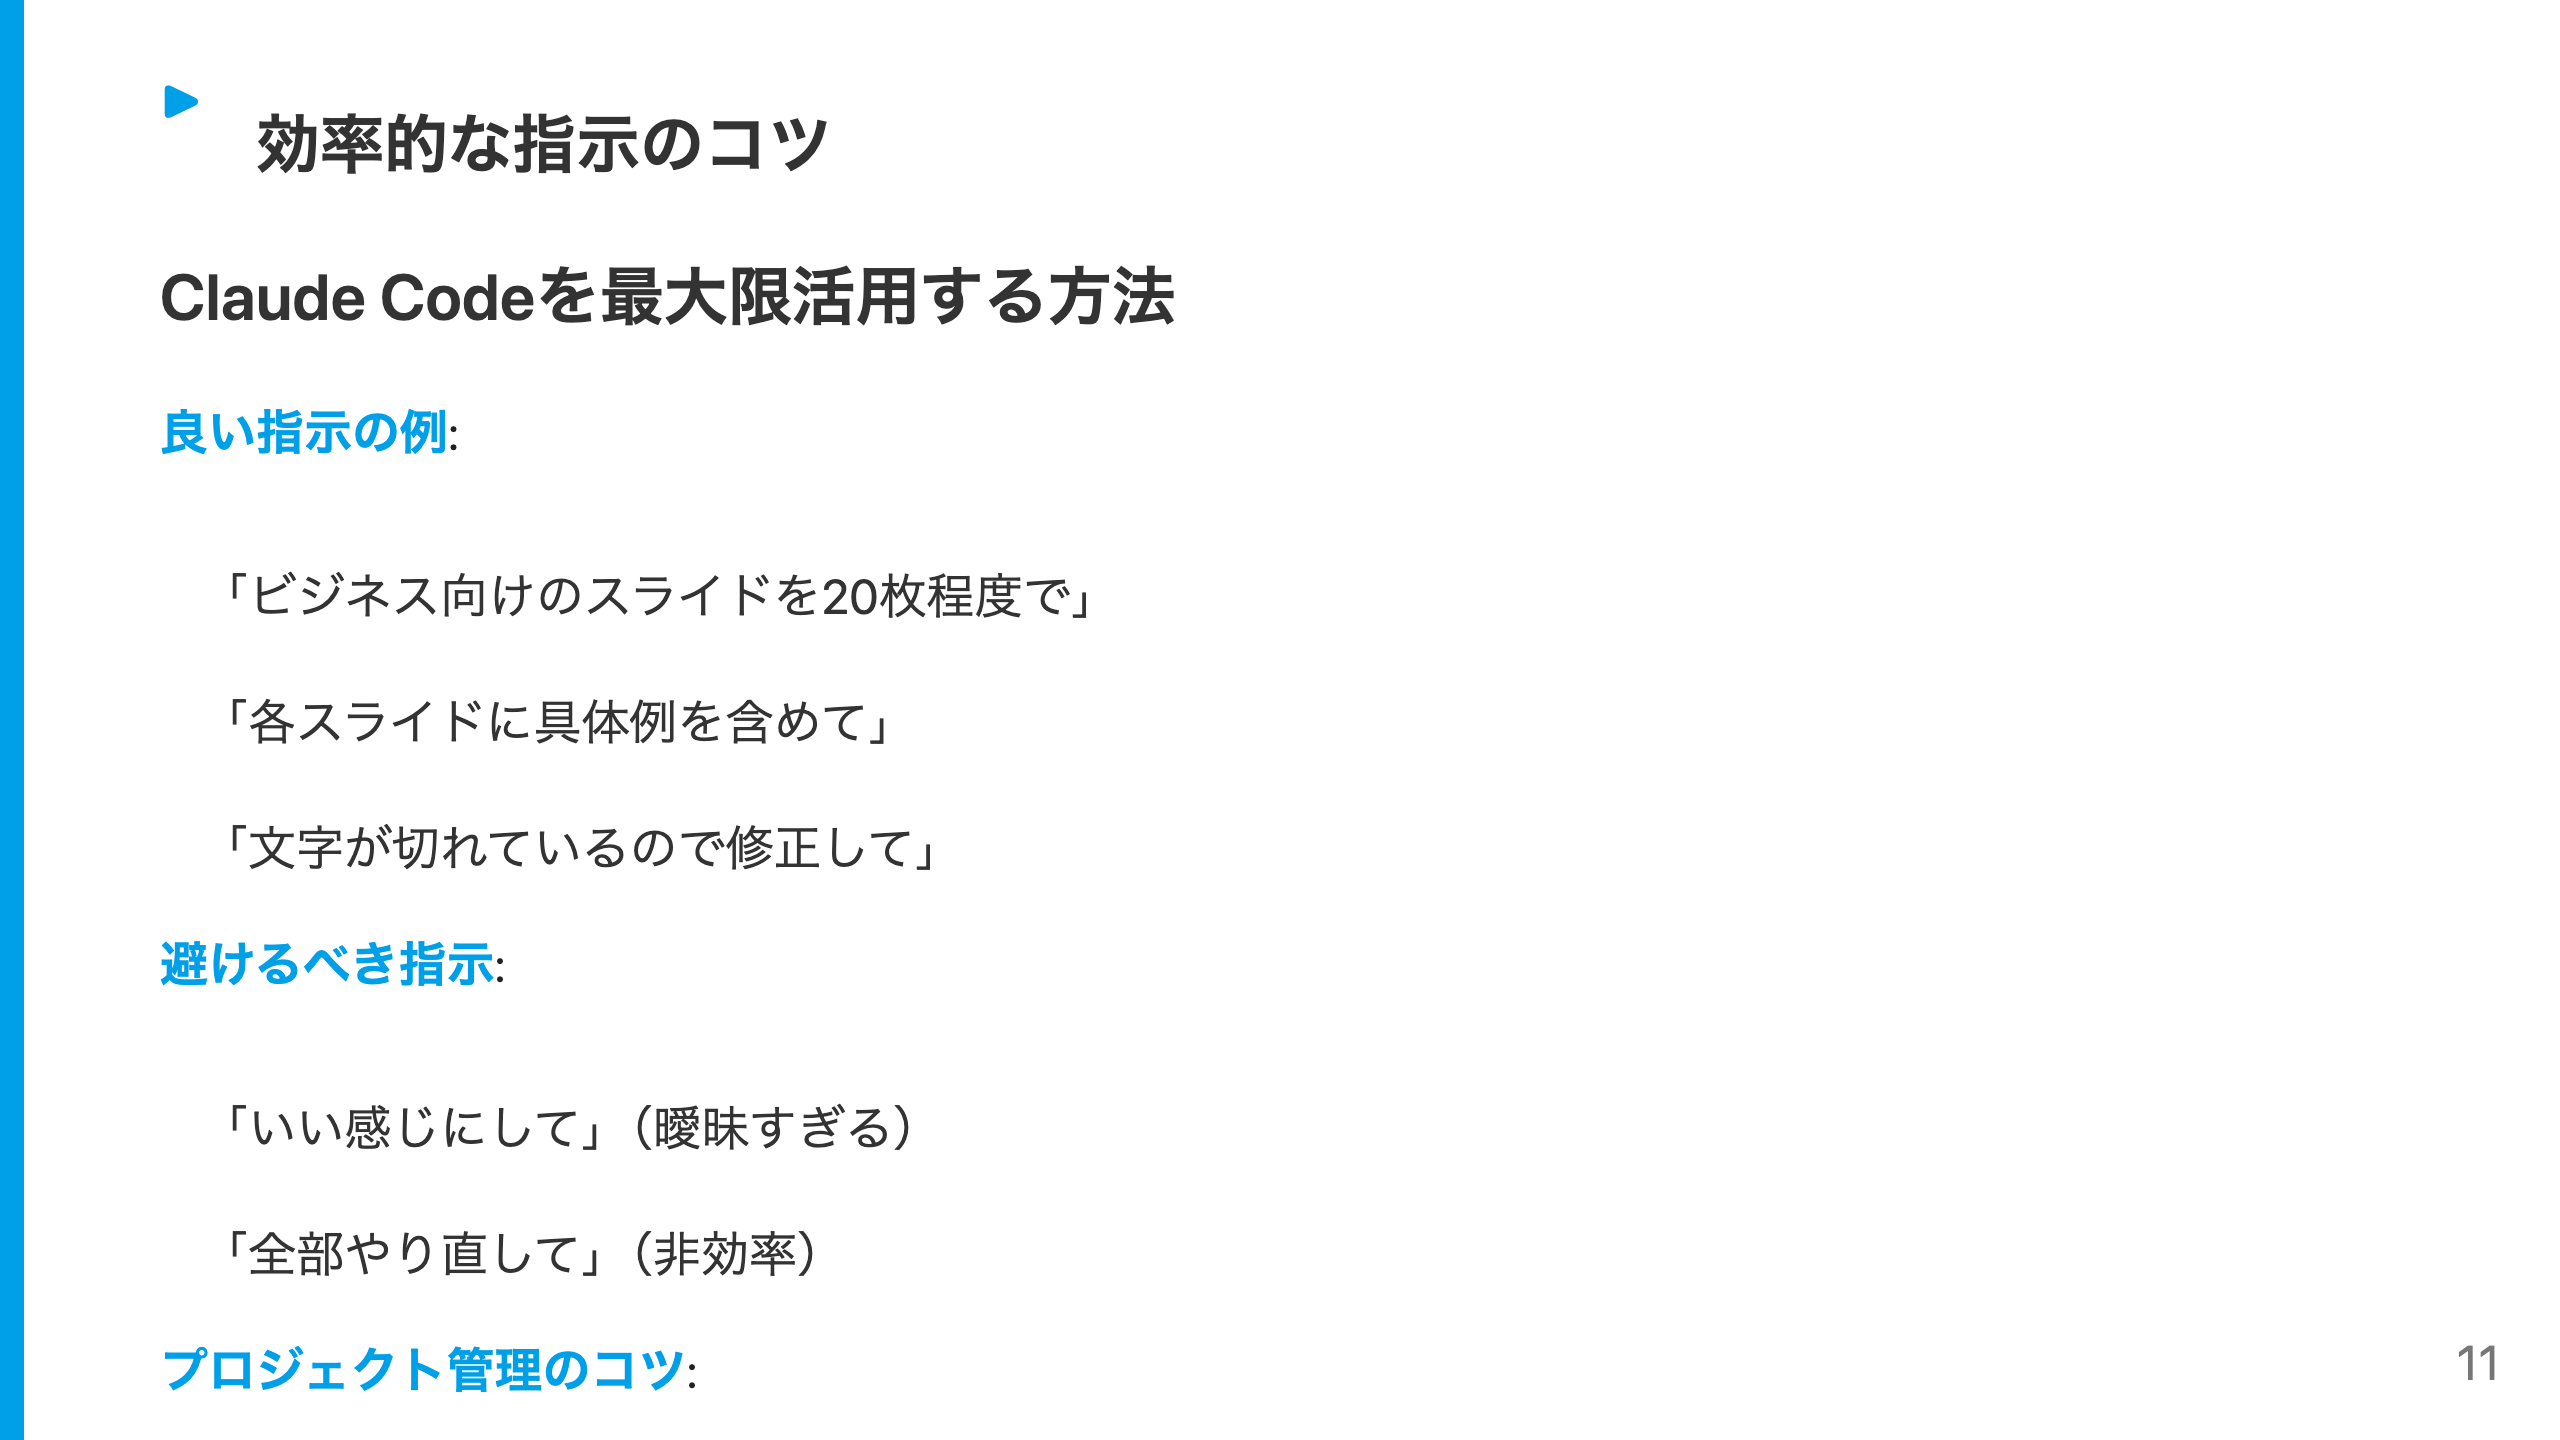 効率的な指示のコツ
Claude Codeを最大限活用する方法
良い指示の例:
「ビジネス向けのスライドを20枚程度で」
「各スライドに具体例を含めて」
「文字が切れているので修正して」
避けるべき指示:
「いい感じにして」（曖昧すぎる）
「全部やり直して」（非効率）
プロジェクト管理のコツ:
11